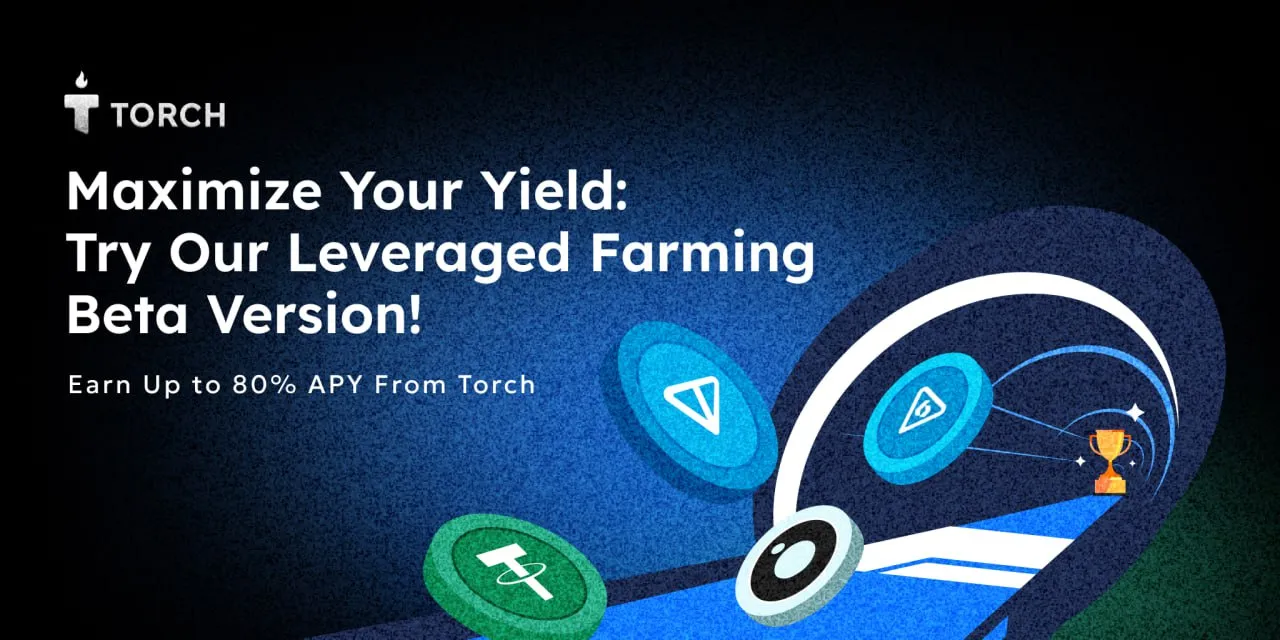 TORCH
Maximize Your Yield:
Try Our Leveraged Farming
Beta Version!
Earn Up to 80% APY From Torch